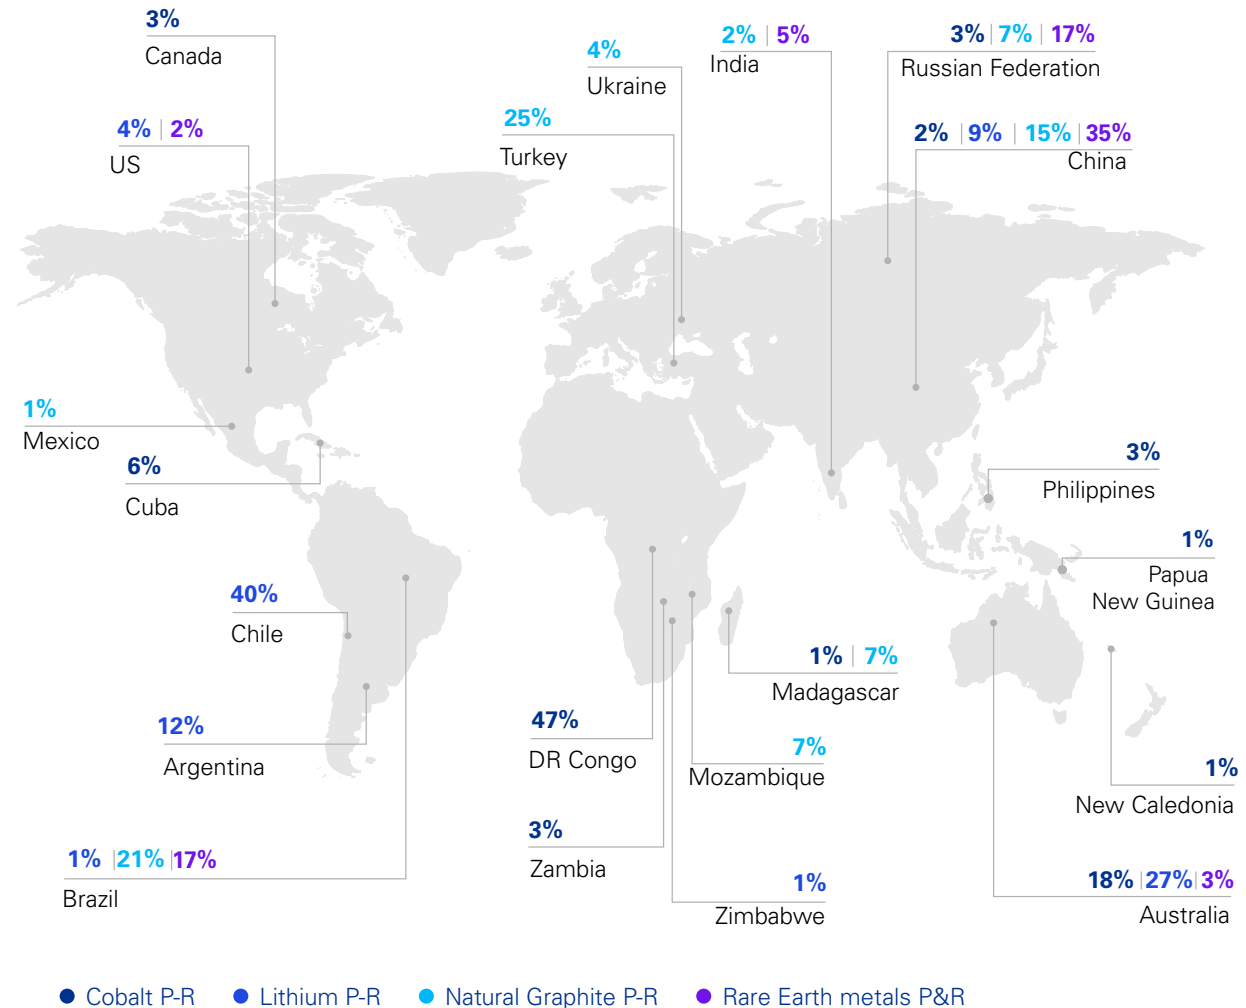 3%
Canada
4% | 2%
US
4%
Ukraine
25%
Turkey
2% | 5%
India
3% | 7% | 17%
Russian Federation
2% | 9% | 15% | 35%
China
1%
Mexico
6%
Cuba
3%
Philippines
1%
Papua
New Guinea
40%
Chile
12%
Argentina
1% | 21% | 17%
Brazil
47%
DR Congo
3%
Zambia
1% | 7%
Madagascar
7%
Mozambique
1%
Zimbabwe
1%
New Caledonia
18% | 27% | 3%
Australia
Cobalt P-R
Lithium P-R
Natural Graphite P-R
Rare Earth metals P&R